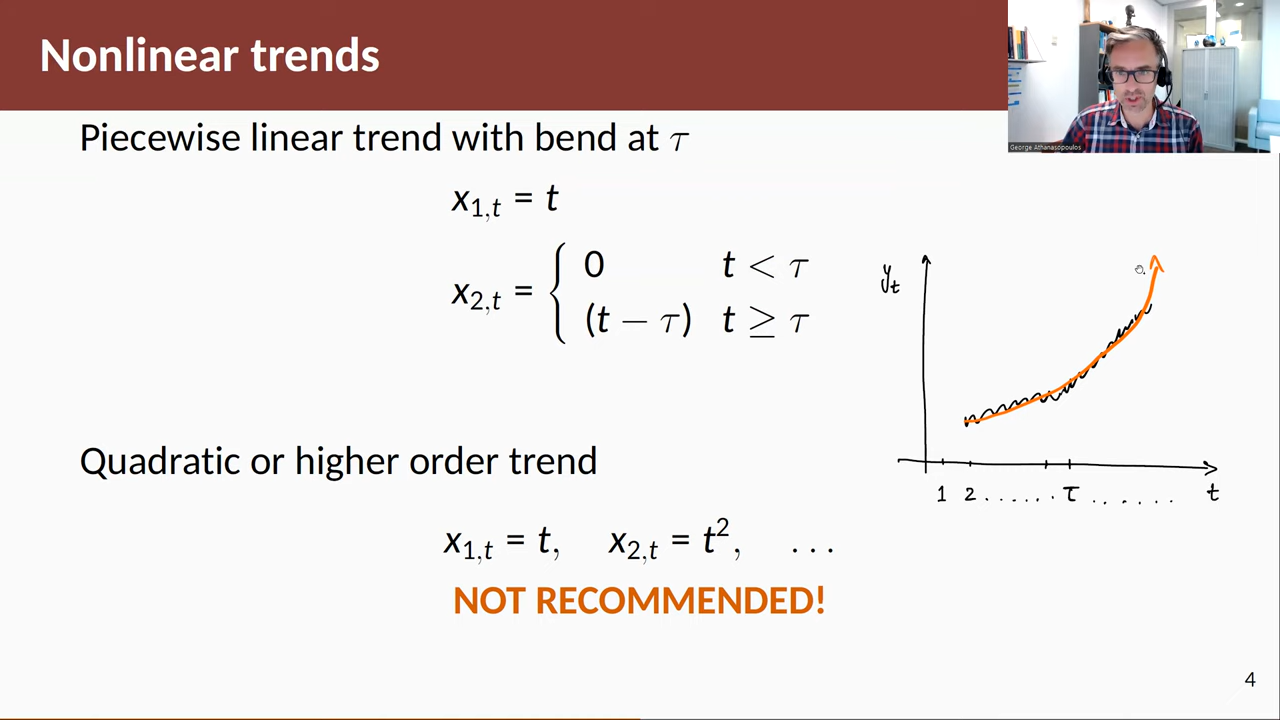 Nonlinear trends
George Athanasopoulos
Piecewise linear trend with bend at τ
x₁,ₜ = t
x₂,ₜ = { 0 t < τ
(t − τ) t ≥ τ
yₜ
1 2 . . . . . . τ . . . . . . t
Quadratic or higher order trend
x₁,ₜ = t, x₂,ₜ = t², . . .
NOT RECOMMENDED!
4